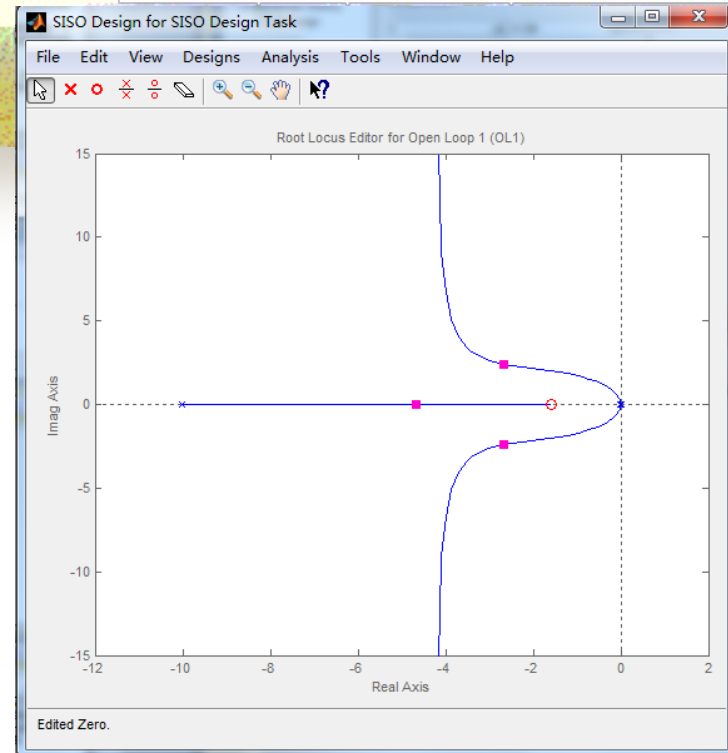 SISO Design for SISO Design Task
File Edit View Designs Analysis Tools Window Help
Root Locus Editor for Open Loop 1 (OL1)
15
10
5
0
-5
-10
-15
-12 -10 -8 -6 -4 -2 0 2
Imag Axis
Real Axis
Edited Zero.